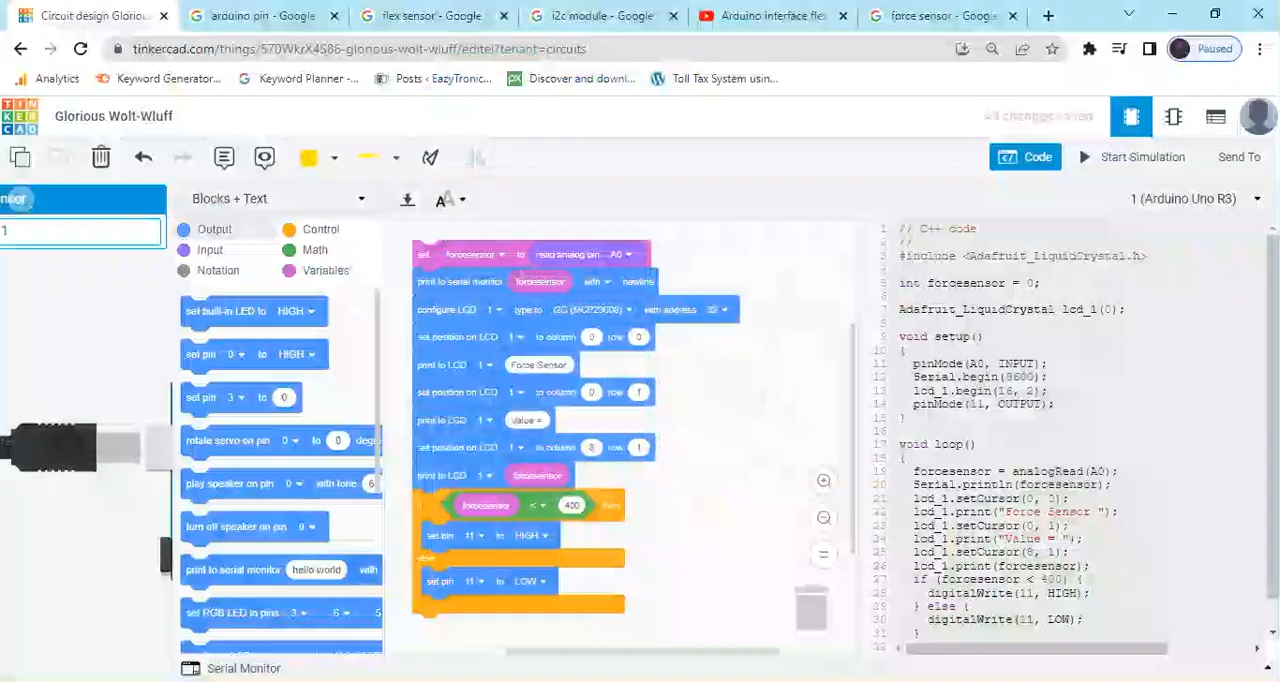 Circuit design Glorious
arduino pin - Google
flex sensor - Google
i2c module - Google
Arduino interface flex
force sensor - Google
tinkercad.com/things/570WkrX4S86-glorious-wolt-wluff/editel?tenant=circuits
Paused
Analytics
Keyword Generator...
Keyword Planner -...
Posts ‹ Eazytronic...
Discover and downl...
Toll Tax System usin...
TIN
KER
CAD
Glorious Wolt-Wluff
All changes saved
Code
Start Simulation
Send To
Blocks + Text
1 (Arduino Uno R3)
1
Output
Control
Input
Math
Notation
Variables
set built-in LED to HIGH
set pin 0 to HIGH
set pin 3 to 0
rotate servo on pin 0 to 0 degr
play speaker on pin 0 with tone 6
turn off speaker on pin 0
print to serial monitor hello world with
set RGB LED in pins 3 6 5
Serial Monitor
set forcesensor to read analog pin A0
print to serial monitor forcesensor with newline
configure LCD 1 type to I2C (MCP23008) with address 32
set position on LCD 1 to column 0 row 0
print to LCD 1 Force Sensor
set position on LCD 1 to column 0 row 1
print to LCD 1 Value =
set position on LCD 1 to column 8 row 1
print to LCD 1 forcesensor
forcesensor < 400 then
set pin 11 to HIGH
else
set pin 11 to LOW
1 // C++ code
2 //
3 #include <Adafruit_LiquidCrystal.h>
4
5 int forcesensor = 0;
6
7 Adafruit_LiquidCrystal lcd_1(0);
8
9 void setup()
10 {
11 pinMode(A0, INPUT);
12 Serial.begin(9600);
13 lcd_1.begin(16, 2);
14 pinMode(11, OUTPUT);
15 }
16
17 void loop()
18 {
19 forcesensor = analogRead(A0);
20 Serial.println(forcesensor);
21 lcd_1.setCursor(0, 0);
22 lcd_1.print("Force Sensor ");
23 lcd_1.setCursor(0, 1);
24 lcd_1.print("Value = ");
25 lcd_1.setCursor(8, 1);
26 lcd_1.print(forcesensor);
27 if (forcesensor < 400) {
28 digitalWrite(11, HIGH);
29 } else {
30 digitalWrite(11, LOW);
31 }
32